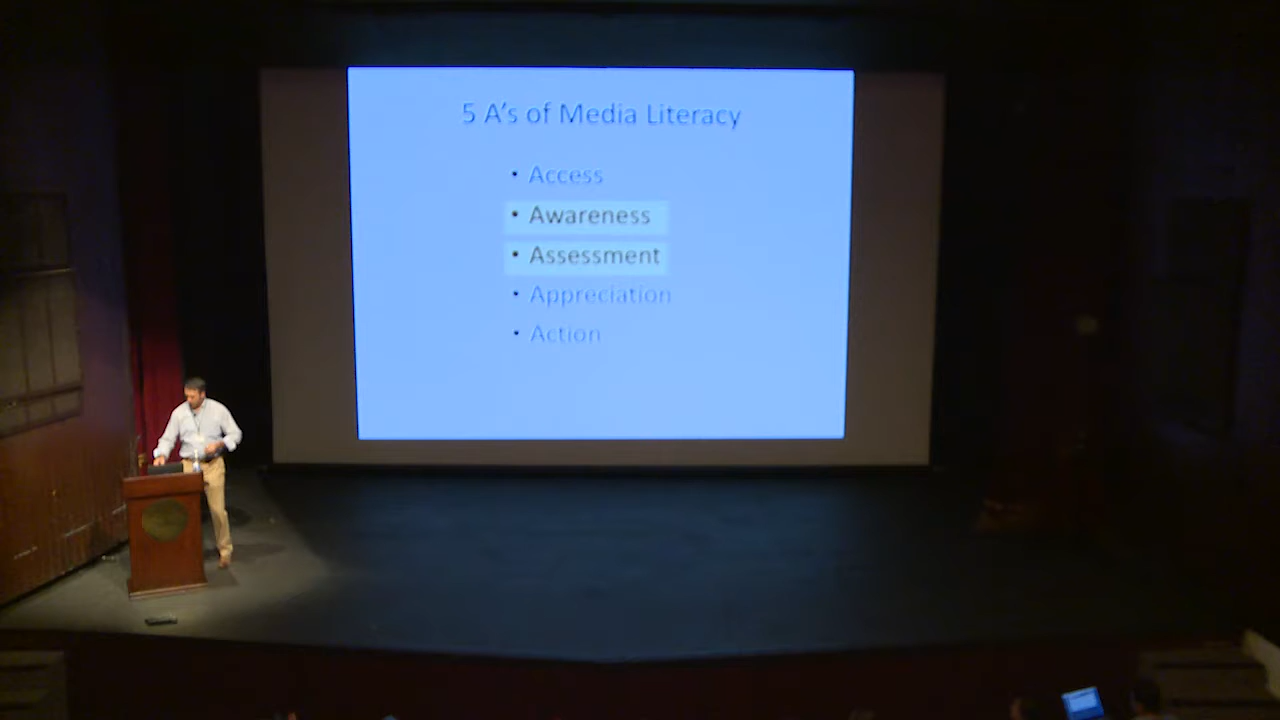 5 A's of Media Literacy
• Access
• Awareness
• Assessment
• Appreciation
• Action